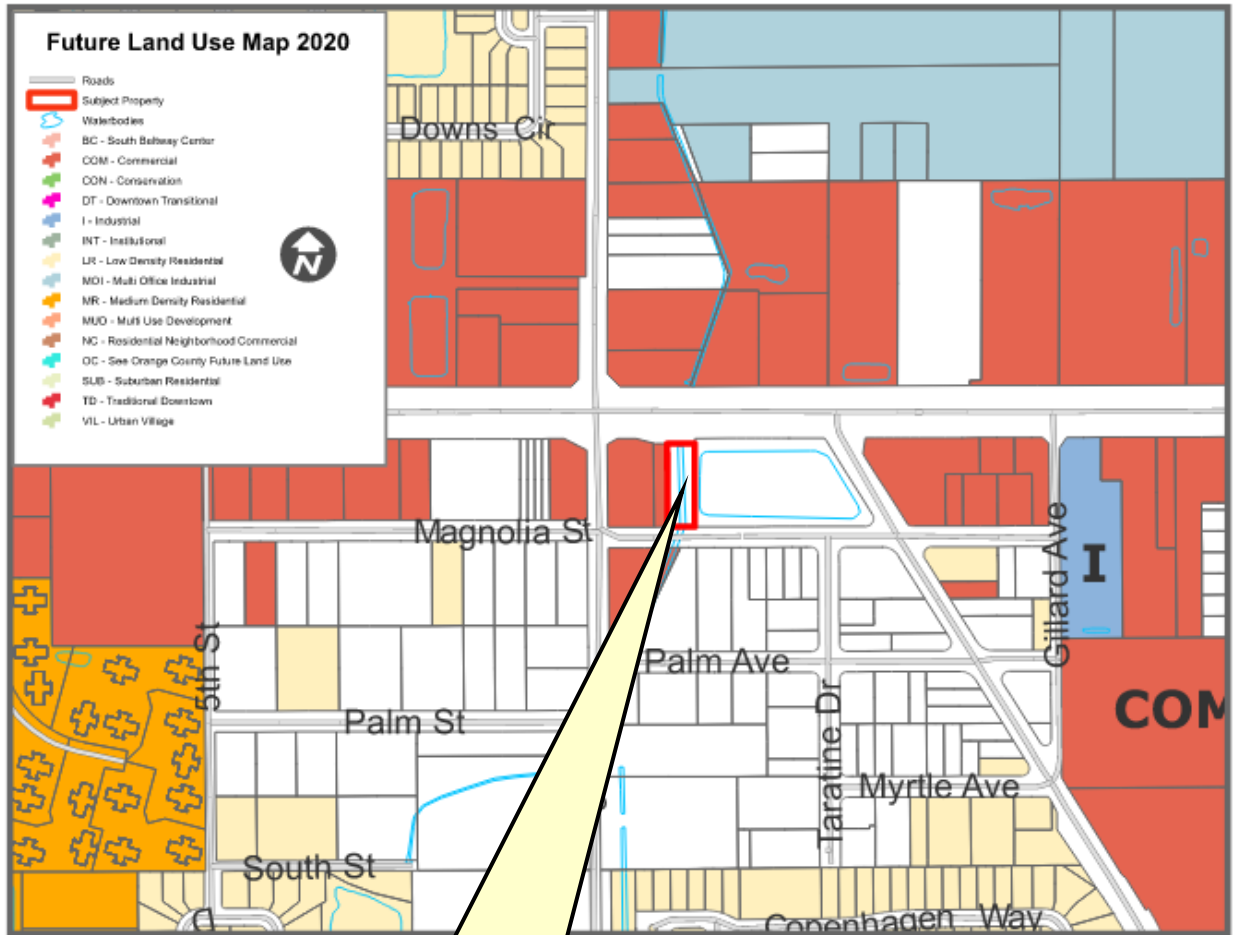 Future Land Use Map 2020
Roads
Subject Property
Waterbodies
BC - South Beltway Center
COM - Commercial
CON - Conservation
DT - Downtown Transitional
I - Industrial
INT - Institutional
LR - Low Density Residential
MOI - Multi Office Industrial
MR - Medium Density Residential
MUD - Multi Use Development
NC - Residential Neighborhood Commercial
OC - See Orange County Future Land Use
SUB - Suburban Residential
TD - Traditional Downtown
VIL - Urban Village
N
Downs Cir
Magnolia St
Gillard Ave
I
5th St
Palm Ave
COM
Palm St
Taratine Dr
Myrtle Ave
South St
D
Copenhagen Way